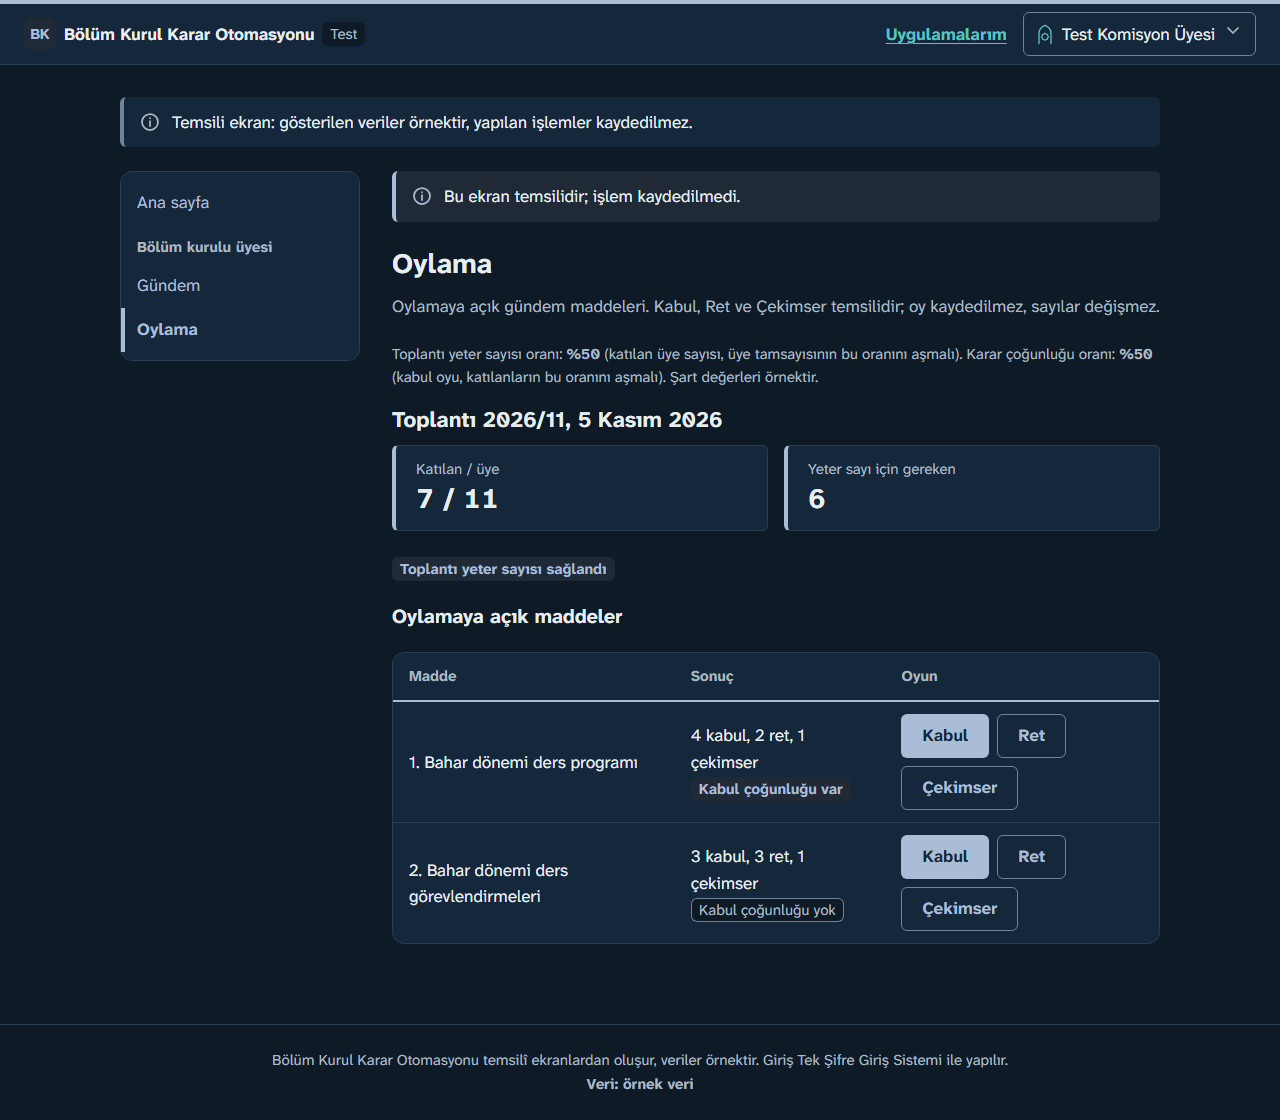 BK Bölüm Kurul Karar Otomasyonu Test
Uygulamalarım
Test Komisyon Üyesi
Temsili ekran: gösterilen veriler örnektir, yapılan işlemler kaydedilmez.
Ana sayfa
Bölüm kurulu üyesi
Gündem
Oylama
Bu ekran temsilidir; işlem kaydedilmedi.
Oylama
Oylamaya açık gündem maddeleri. Kabul, Ret ve Çekimser temsilidir; oy kaydedilmez, sayılar değişmez.
Toplantı yeter sayısı oranı: %50 (katılan üye sayısı, üye tamsayısının bu oranını aşmalı). Karar çoğunluğu oranı: %50
(kabul oyu, katılanların bu oranını aşmalı). Şart değerleri örnektir.
Toplantı 2026/11, 5 Kasım 2026
Katılan / üye
7 / 11
Yeter sayı için gereken
6
Toplantı yeter sayısı sağlandı
Oylamaya açık maddeler
Madde Sonuç Oyun
1. Bahar dönemi ders programı
4 kabul, 2 ret, 1
çekimser
Kabul çoğunluğu var
Kabul Ret
Çekimser
2. Bahar dönemi ders
görevlendirmeleri
3 kabul, 3 ret, 1
çekimser
Kabul çoğunluğu yok
Kabul Ret
Çekimser
Bölüm Kurul Karar Otomasyonu temsilî ekranlardan oluşur, veriler örnektir. Giriş Tek Şifre Giriş Sistemi ile yapılır.
Veri: örnek veri